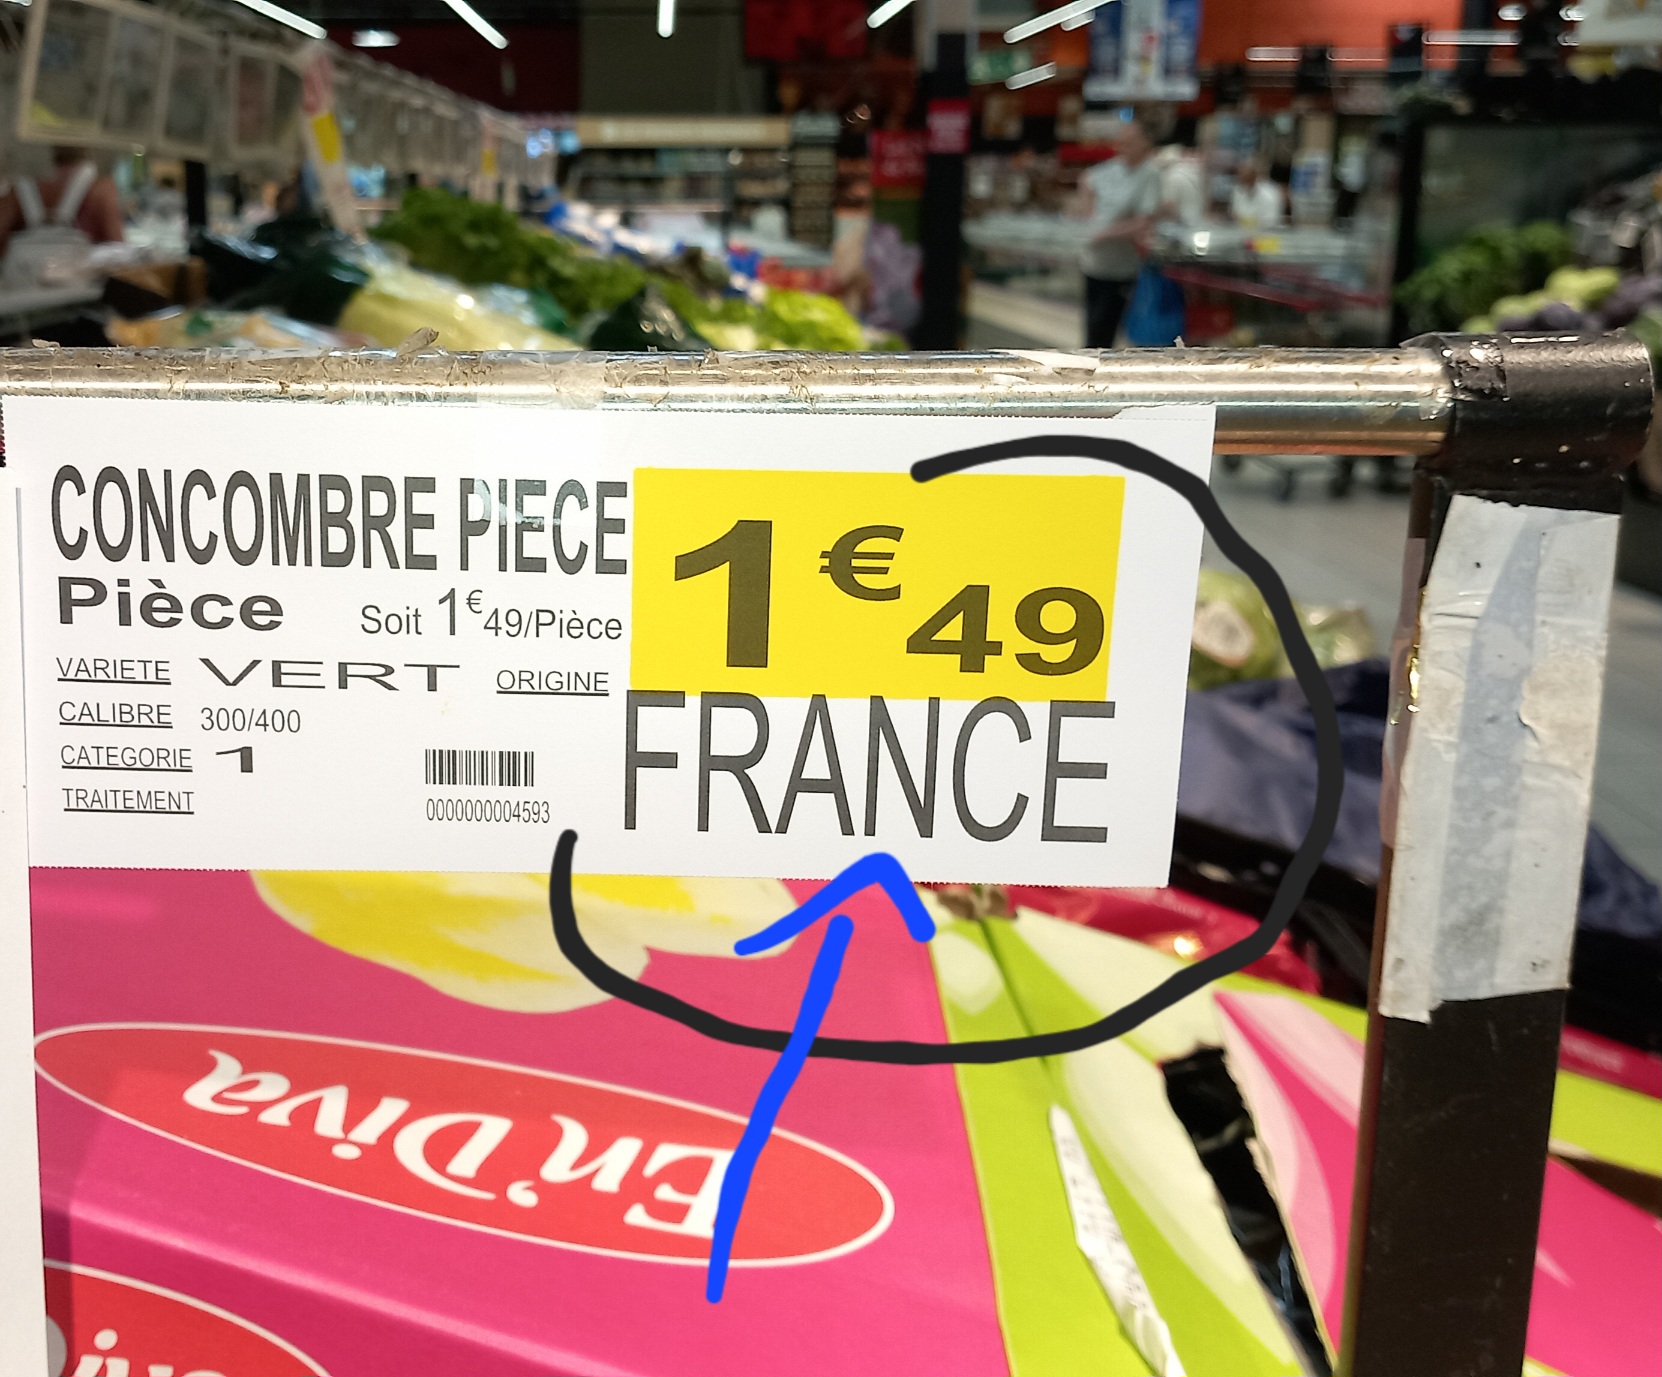 CONCOMBRE PIECE
1€49
Pièce Soit 1€49/Pièce
VARIETE VERT ORIGINE
FRANCE
CALIBRE 300/400
CATEGORIE 1
TRAITEMENT
0000000004593
En'Diva